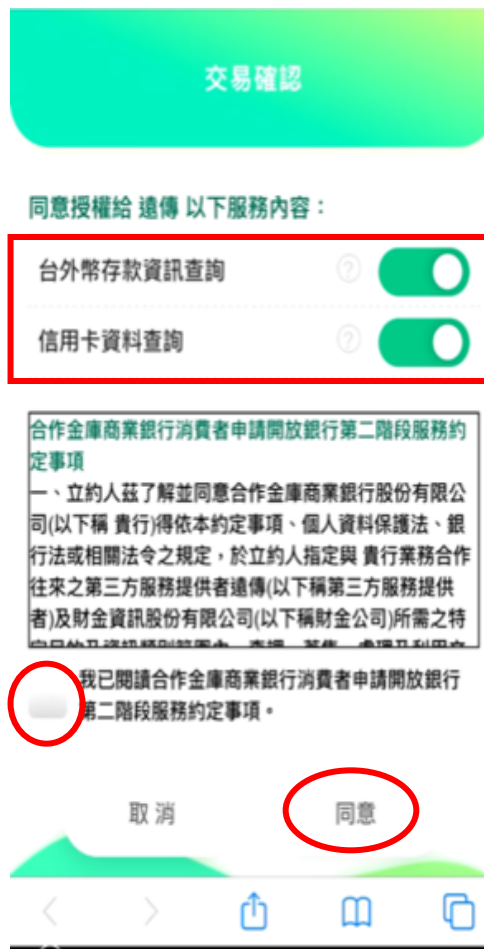 交易確認
同意授權給 遠傳 以下服務內容：
台外幣存款資訊查詢 ?
信用卡資料查詢 ?
合作金庫商業銀行消費者申請開放銀行第二階段服務約
定事項
一、立約人茲了解並同意合作金庫商業銀行股份有限公
司(以下稱 貴行)得依本約定事項、個人資料保護法、銀
行法或相關法令之規定，於立約人指定與 貴行業務合作
往來之第三方服務提供者遠傳(以下稱第三方服務提供
者)及財金資訊股份有限公司(以下稱財金公司)所需之特
我已閱讀合作金庫商業銀行消費者申請開放銀行
第二階段服務約定事項。
取消 同意